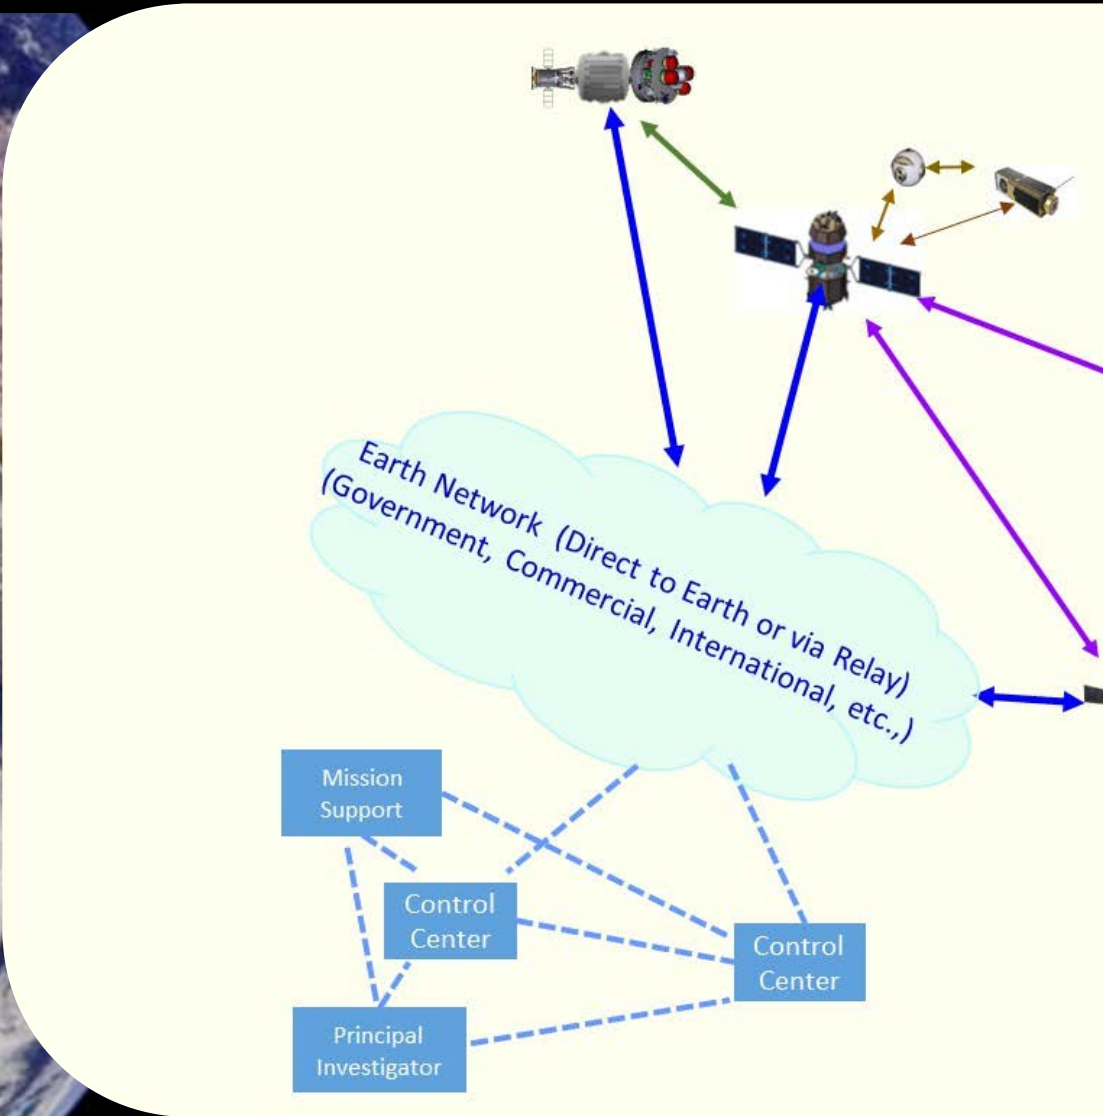 Earth Network (Direct to Earth or via Relay)
(Government, Commercial, International, etc.,)
Mission
Support
Control
Center
Control
Center
Principal
Investigator